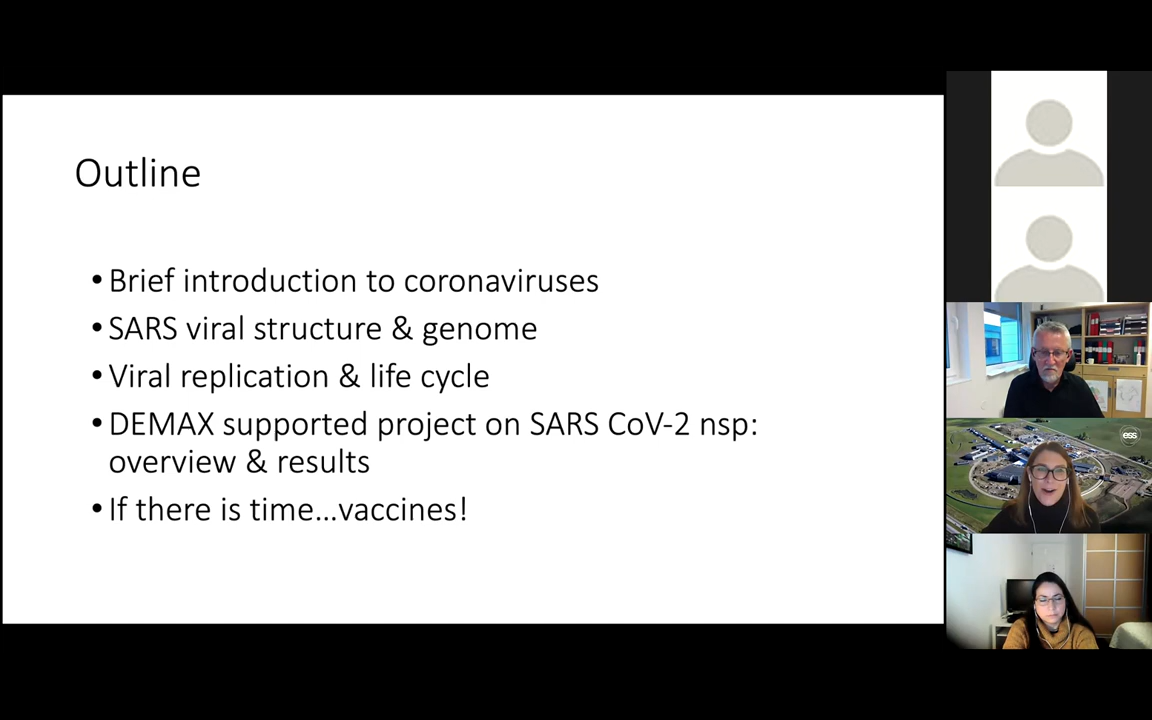 Outline
• Brief introduction to coronaviruses
• SARS viral structure & genome
• Viral replication & life cycle
• DEMAX supported project on SARS CoV-2 nsp:
overview & results
• If there is time...vaccines!
ess